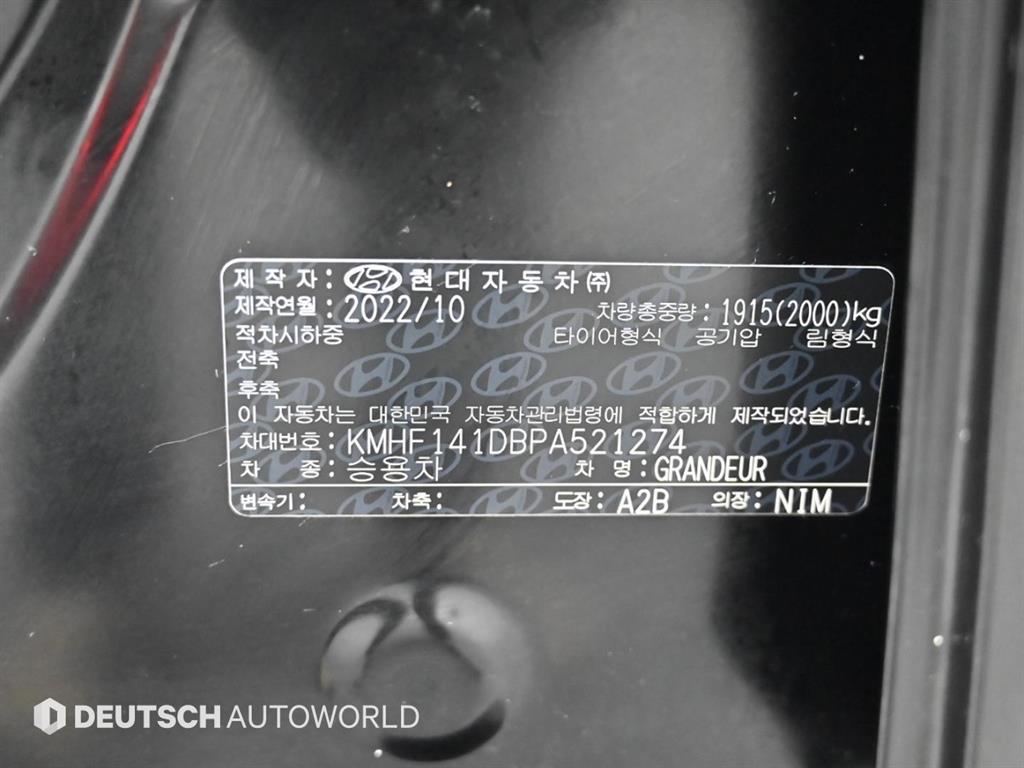 제 작 자 : 현 대 자 동 차 ㈜
제작연월 : 2022/10 차량총중량 : 1915(2000)kg
적차시하중 타이어형식 공기압 림형식
전축
후축
이 자동차는 대한민국 자동차관리법령에 적합하게 제작되었습니다.
차대번호 : KMHF141DBPA521274
차 종 : 승용차 차 명 : GRANDEUR
변속기 : 차축 : 도장 : A2B 의장 : NIM
DEUTSCH AUTOWORLD